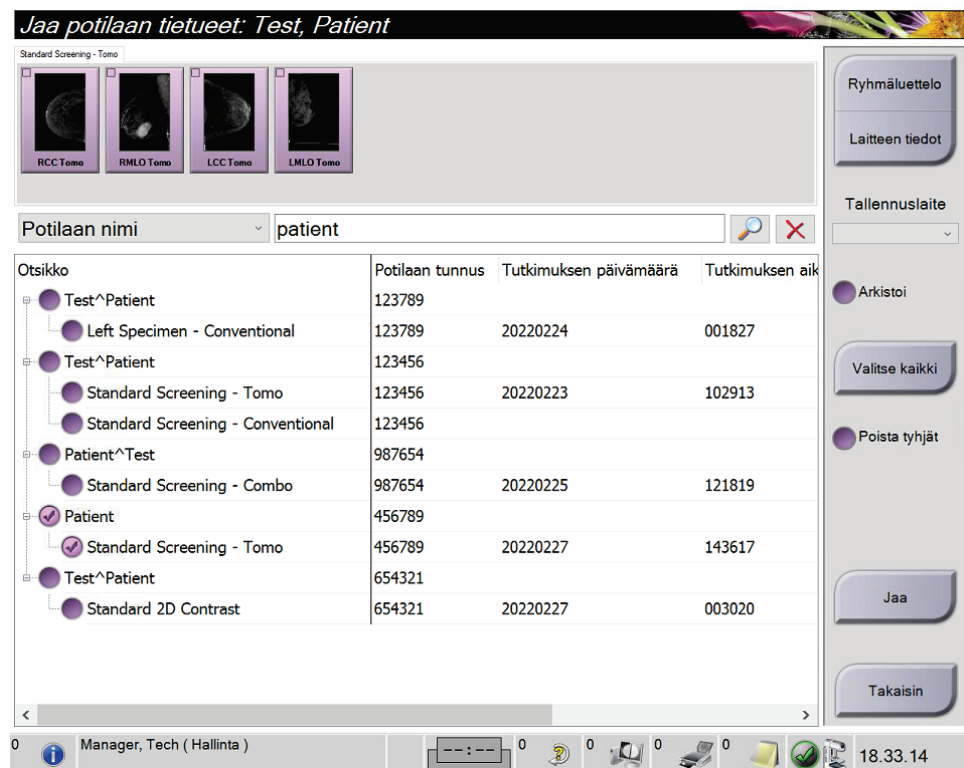 Jaa potilaan tietueet: Test, Patient
Standard Screening - Tomo
RCC Tomo RMLO Tomo LCC Tomo LMLO Tomo
Ryhmäluettelo
Laitteen tiedot
Tallennuslaite
Potilaan nimi patient
Otsikko Potilaan tunnus Tutkimuksen päivämäärä Tutkimuksen aik
Test^Patient 123789
Left Specimen - Conventional 123789 20220224 001827
Test^Patient 123456
Standard Screening - Tomo 123456 20220223 102913
Standard Screening - Conventional 123456
Patient^Test 987654
Standard Screening - Combo 987654 20220225 121819
Patient 456789
Standard Screening - Tomo 456789 20220227 143617
Test^Patient 654321
Standard 2D Contrast 654321 20220227 003020
Arkistoi
Valitse kaikki
Poista tyhjät
Jaa
Takaisin
0 Manager, Tech ( Hallinta ) --:-- 0 0 0 0 18.33.14